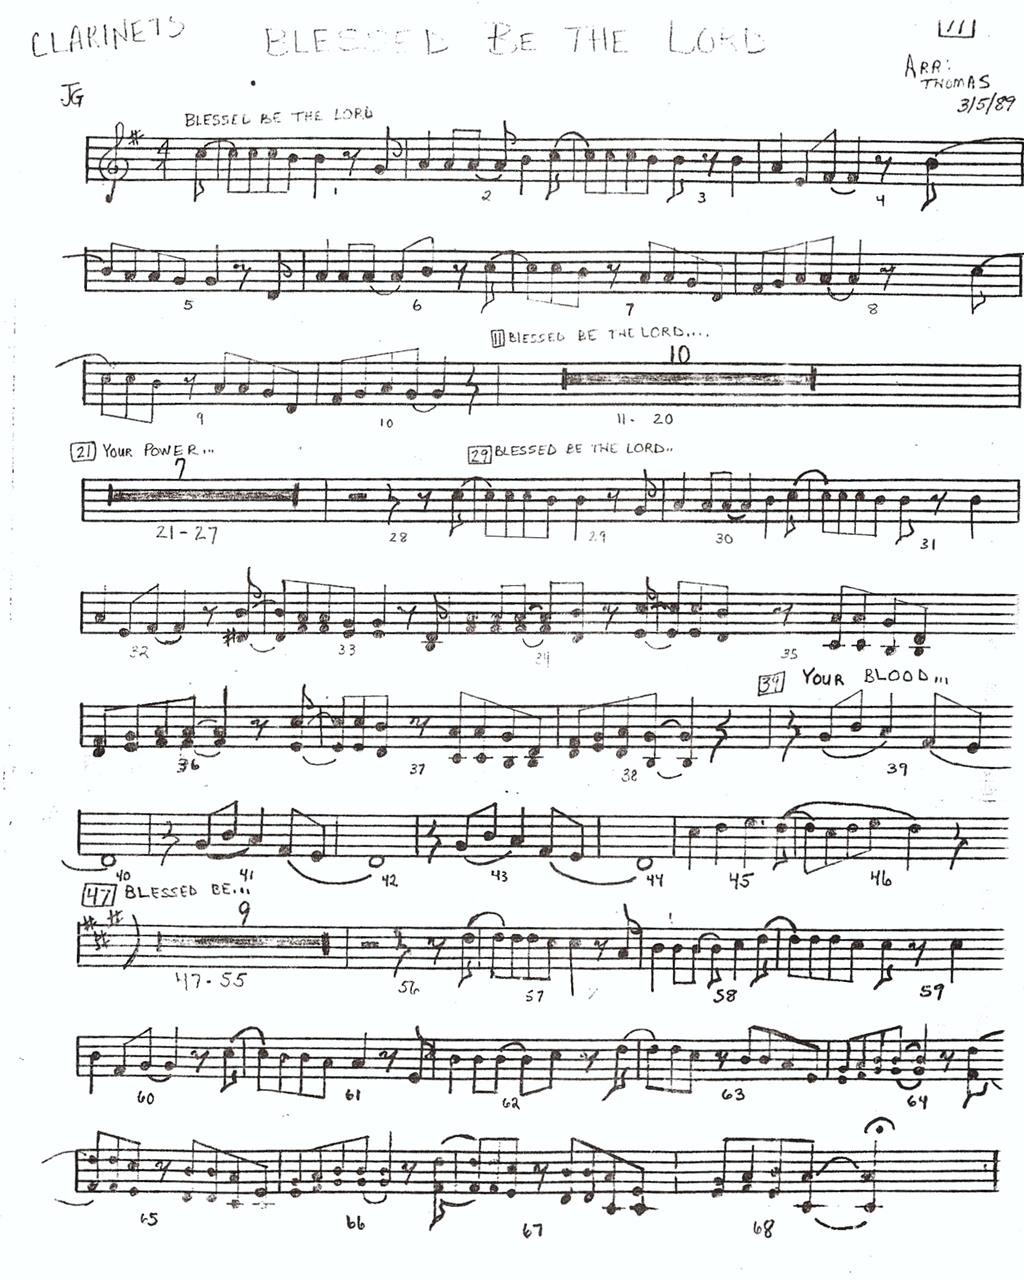 CLARINETS BLESSED BE THE LORD
ARR:
THOMAS
3/5/89
JG
BLESSED BE THE LORD
4
4
1 2 3 4
5 6 7 8
11 BLESSED BE THE LORD....
10
9 10 11- 20
21 YOUR POWER... 29 BLESSED BE THE LORD..
7
21-27 28 29 30 31
32 33 34 35
39 YOUR BLOOD...
36 37 38 39
40 41 42 43 44 45 46
47 BLESSED BE...
9
47-55 56 57 58 59
60 61 62 63 64
65 66 67 68